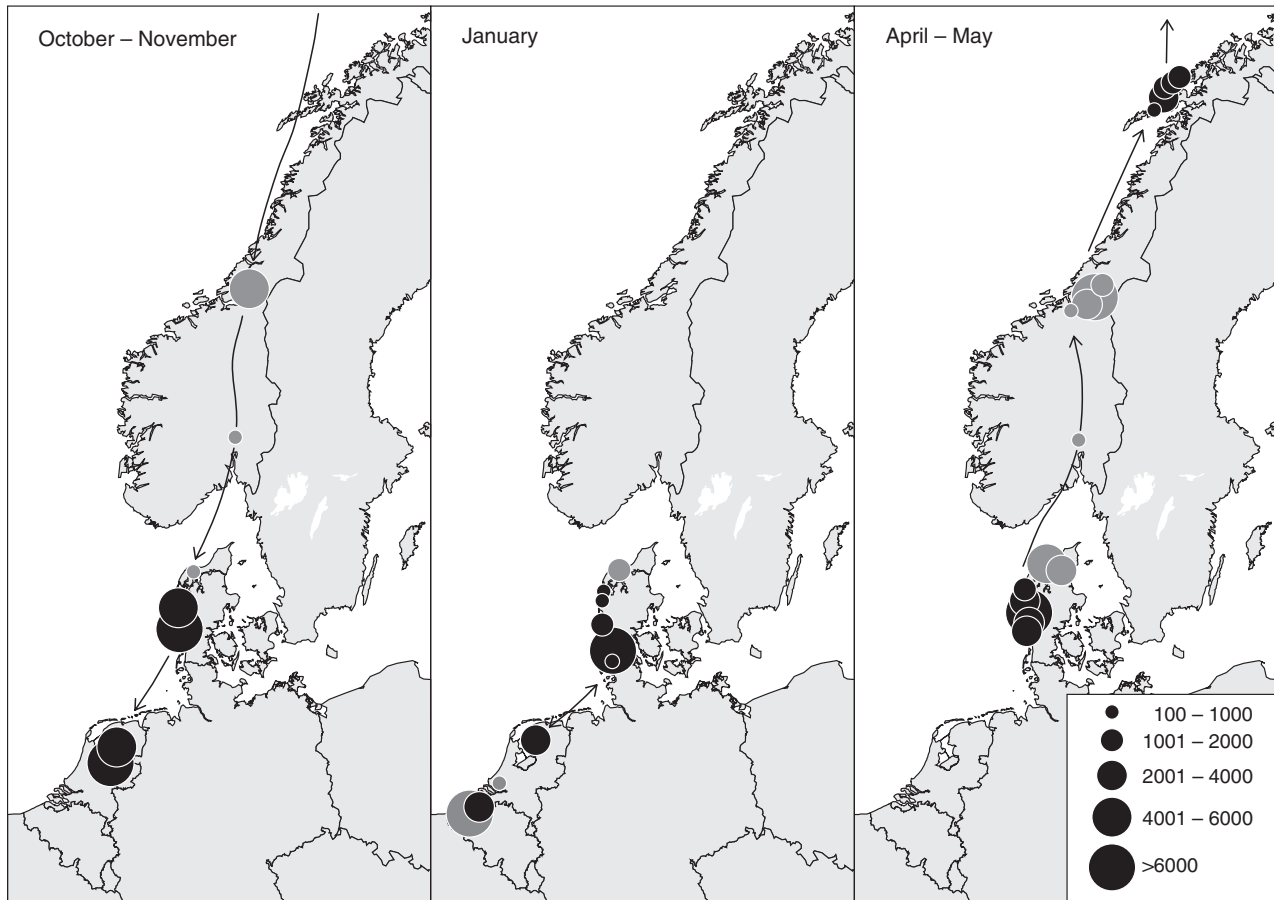 October – November
January
April – May
100 – 1000
1001 – 2000
2001 – 4000
4001 – 6000
>6000